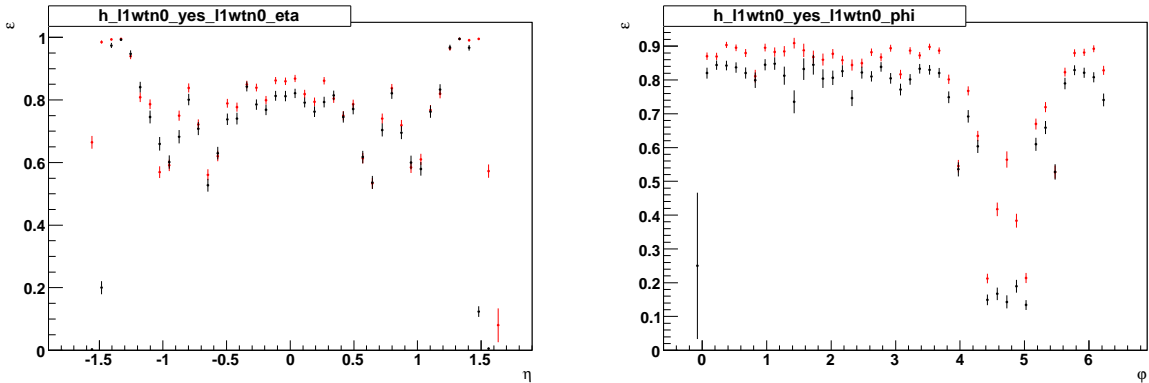 h_l1wtn0_yes_l1wtn0_eta
ε
1
0.8
0.6
0.4
0.2
0
-1.5 -1 -0.5 0 0.5 1 1.5
η
h_l1wtn0_yes_l1wtn0_phi
ε
0.9
0.8
0.7
0.6
0.5
0.4
0.3
0.2
0.1
0
0 1 2 3 4 5 6
φ